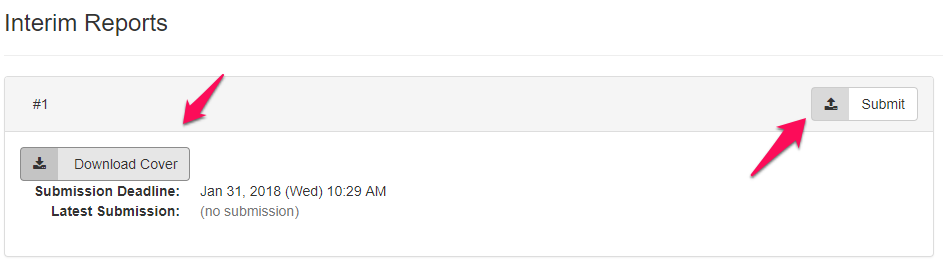 Interim Reports
#1
Submit
Download Cover
Submission Deadline: Jan 31, 2018 (Wed) 10:29 AM
Latest Submission: (no submission)